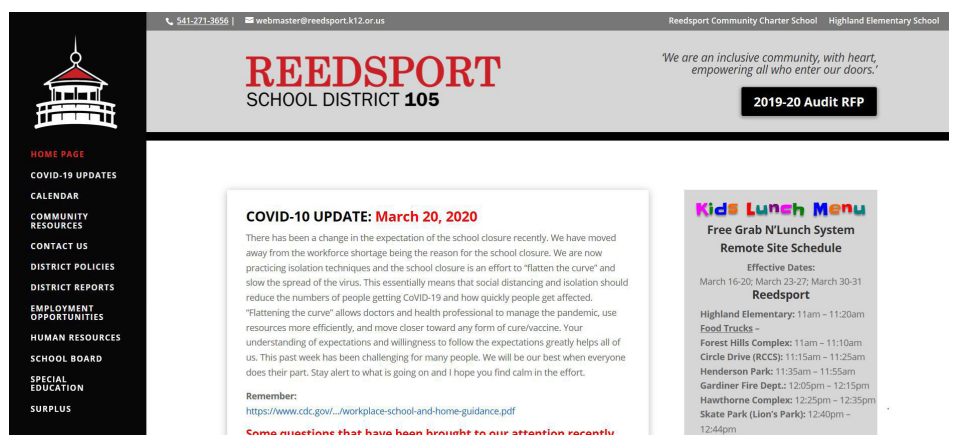 541-271-3656 | webmaster@reedsport.k12.or.us
Reedsport Community Charter School Highland Elementary School
REEDSPORT
SCHOOL DISTRICT 105
'We are an inclusive community, with heart,
empowering all who enter our doors.'
2019-20 Audit RFP
HOME PAGE
COVID-19 UPDATES
CALENDAR
COMMUNITY
RESOURCES
CONTACT US
DISTRICT POLICIES
DISTRICT REPORTS
EMPLOYMENT
OPPORTUNITIES
HUMAN RESOURCES
SCHOOL BOARD
SPECIAL
EDUCATION
SURPLUS
COVID-10 UPDATE: March 20, 2020
There has been a change in the expectation of the school closure recently. We have moved
away from the workforce shortage being the reason for the school closure. We are now
practicing isolation techniques and the school closure is an effort to "flatten the curve" and
slow the spread of the virus. This essentially means that social distancing and isolation should
reduce the numbers of people getting CoVID-19 and how quickly people get affected.
"Flattening the curve" allows doctors and health professional to manage the pandemic, use
resources more efficiently, and move closer toward any form of cure/vaccine. Your
understanding of expectations and willingness to follow the expectations greatly helps all of
us. This past week has been challenging for many people. We will be our best when everyone
does their part. Stay alert to what is going on and I hope you find calm in the effort.
Remember:
https://www.cdc.gov/.../workplace-school-and-home-guidance.pdf
Some questions that have been brought to our attention recently
Kids Lunch Menu
Free Grab N'Lunch System
Remote Site Schedule
Effective Dates:
March 16-20; March 23-27; March 30-31
Reedsport
Highland Elementary: 11am – 11:20am
Food Trucks –
Forest Hills Complex: 11am – 11:10am
Circle Drive (RCCS): 11:15am – 11:25am
Henderson Park: 11:35am – 11:55am
Gardiner Fire Dept.: 12:05pm – 12:15pm
Hawthorne Complex: 12:25pm – 12:35pm
Skate Park (Lion's Park): 12:40pm –
12:44pm